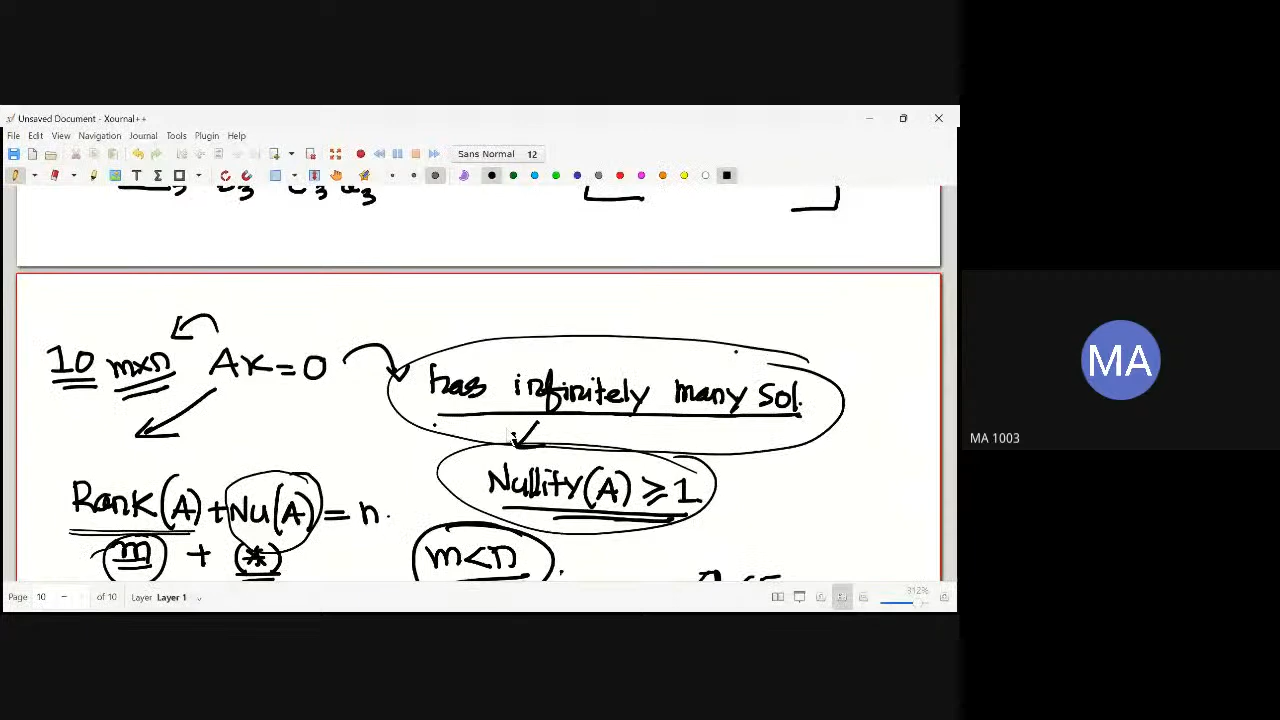 Unsaved Document - Xournal++
File Edit View Navigation Journal Tools Plugin Help
Sans Normal 12
10 m×n Ax=0
has infinitely many sol.
Nullity(A) ≥ 1
Rank(A) + Nu(A) = n.
m + (*)
m<n
MA
MA 1003
Page 10 of 10 Layer Layer 1
312%